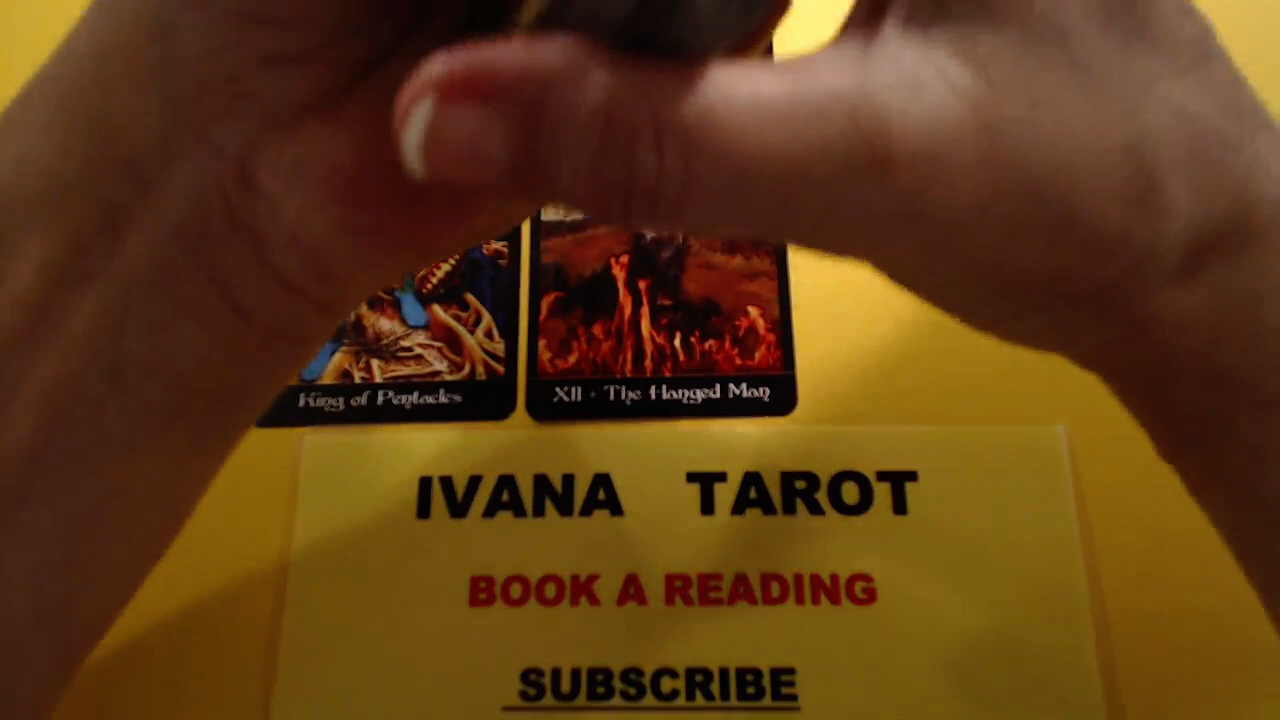 King of Pentacles
XII • The Hanged Man
IVANA TAROT
BOOK A READING
SUBSCRIBE